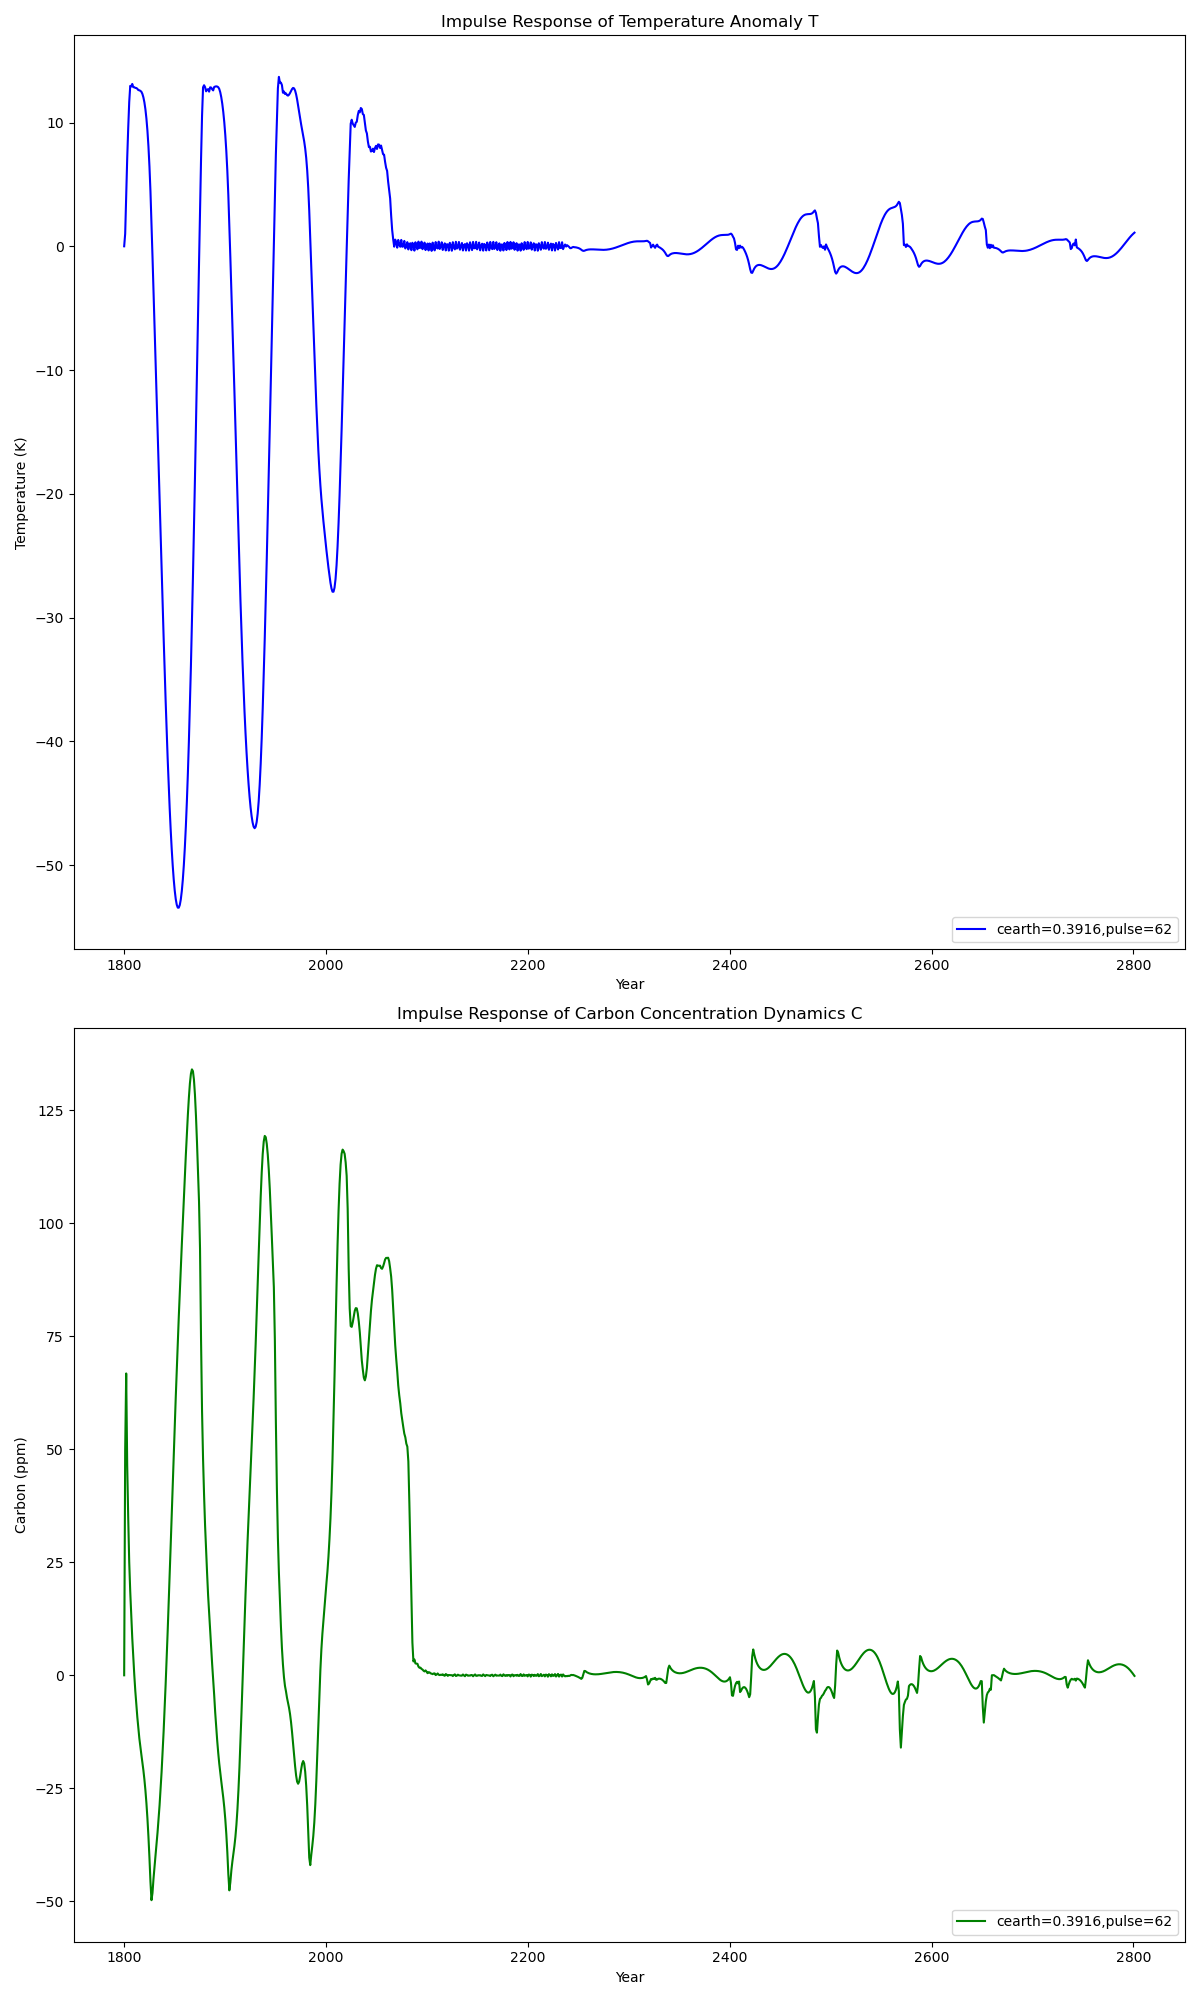 Impulse Response of Temperature Anomaly T
10
0
−10
−20
−30
−40
−50
Temperature (K)
cearth=0.3916,pulse=62
1800 2000 2200 2400 2600 2800
Year
Impulse Response of Carbon Concentration Dynamics C
125
100
75
50
25
0
−25
−50
Carbon (ppm)
cearth=0.3916,pulse=62
1800 2000 2200 2400 2600 2800
Year